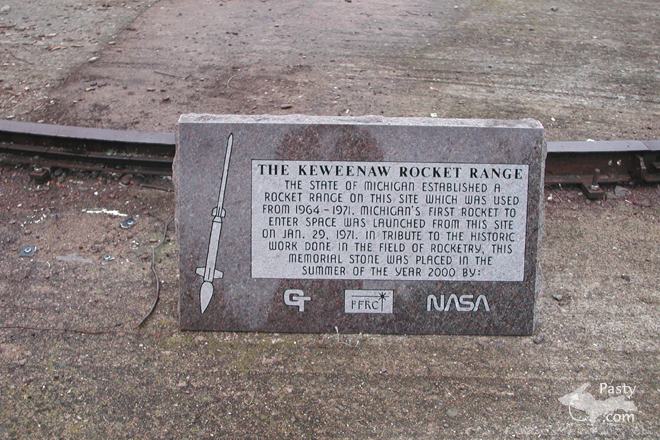 THE KEWEENAW ROCKET RANGE
THE STATE OF MICHIGAN ESTABLISHED A
ROCKET RANGE ON THIS SITE WHICH WAS USED
FROM 1964-1971. MICHIGAN'S FIRST ROCKET TO
ENTER SPACE WAS LAUNCHED FROM THIS SITE
ON JAN. 29, 1971. IN TRIBUTE TO THE HISTORIC
WORK DONE IN THE FIELD OF ROCKETRY, THIS
MEMORIAL STONE WAS PLACED IN THE
SUMMER OF THE YEAR 2000 BY:
GT FFRC NASA
Pasty
.com